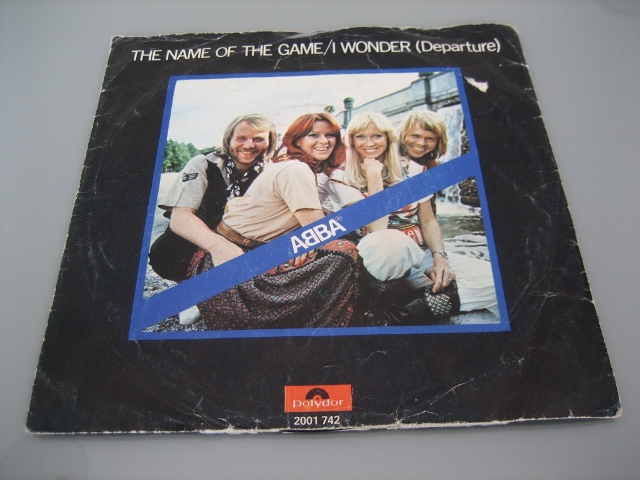 THE NAME OF THE GAME/I WONDER (Departure)
ABBA®
polydor
2001 742